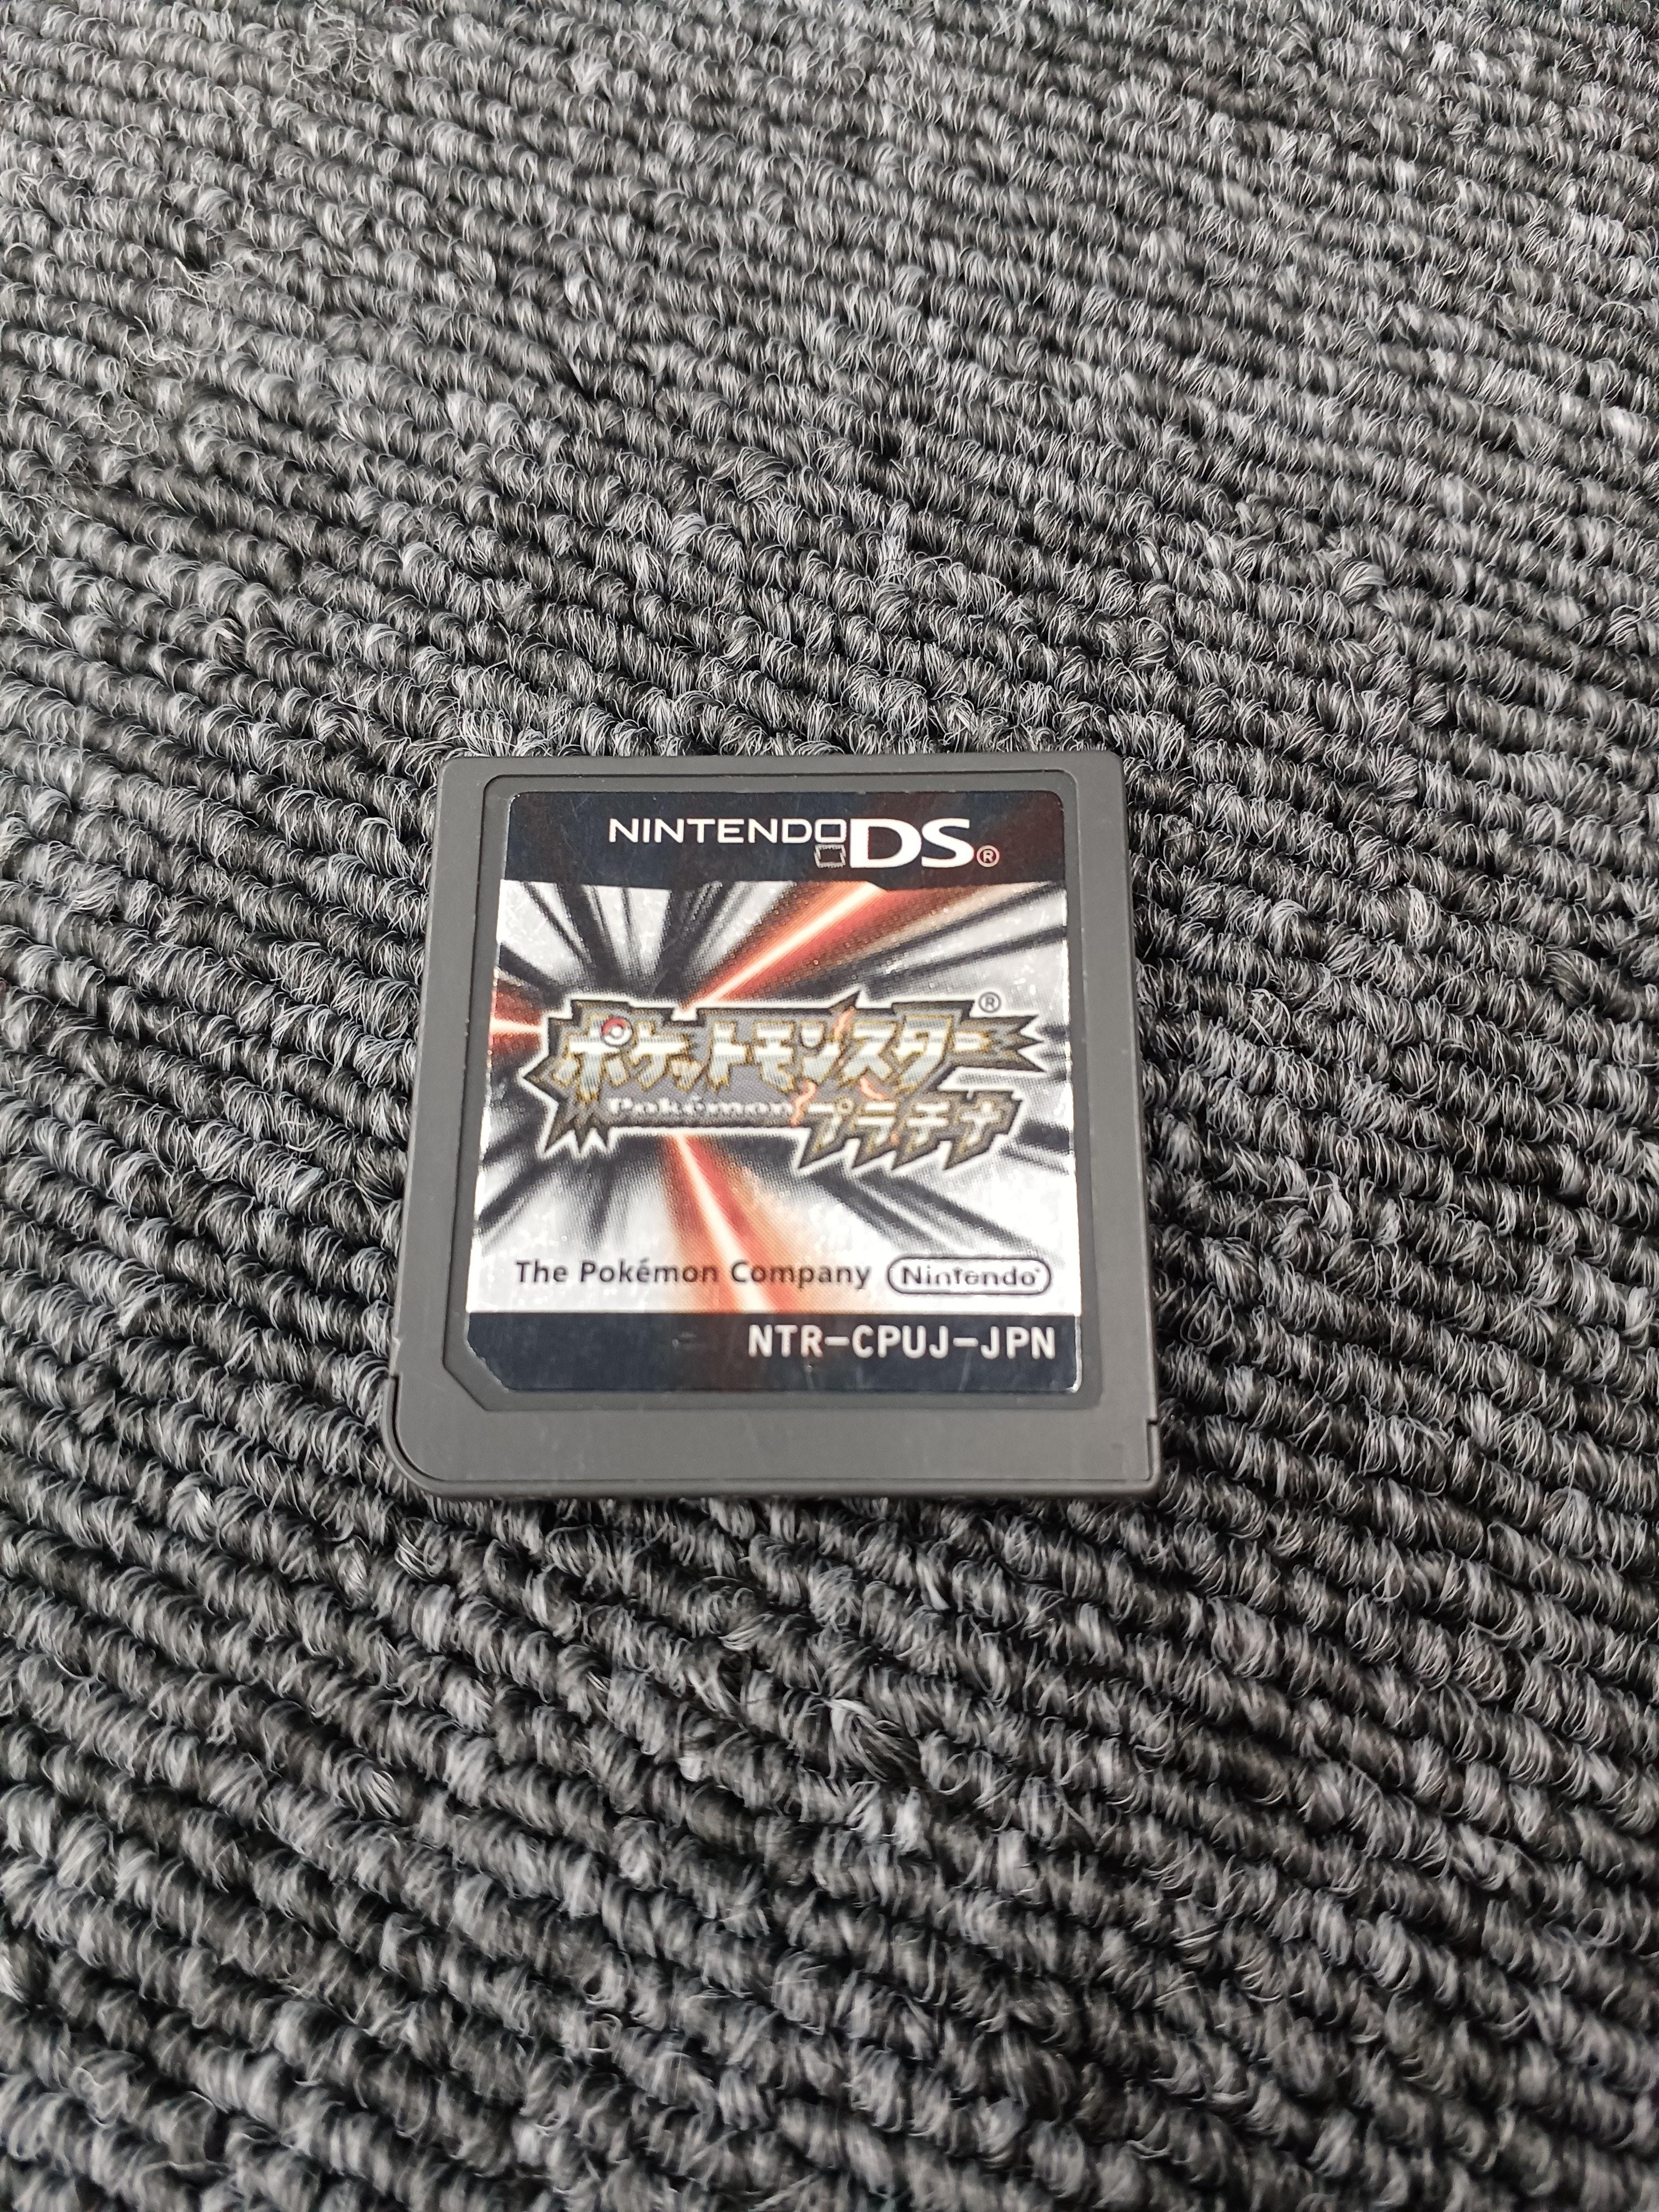 NINTENDO DS®
ポケットモンスター®
Pokémon プラチナ
The Pokémon Company Nintendo®
NTR-CPUJ-JPN